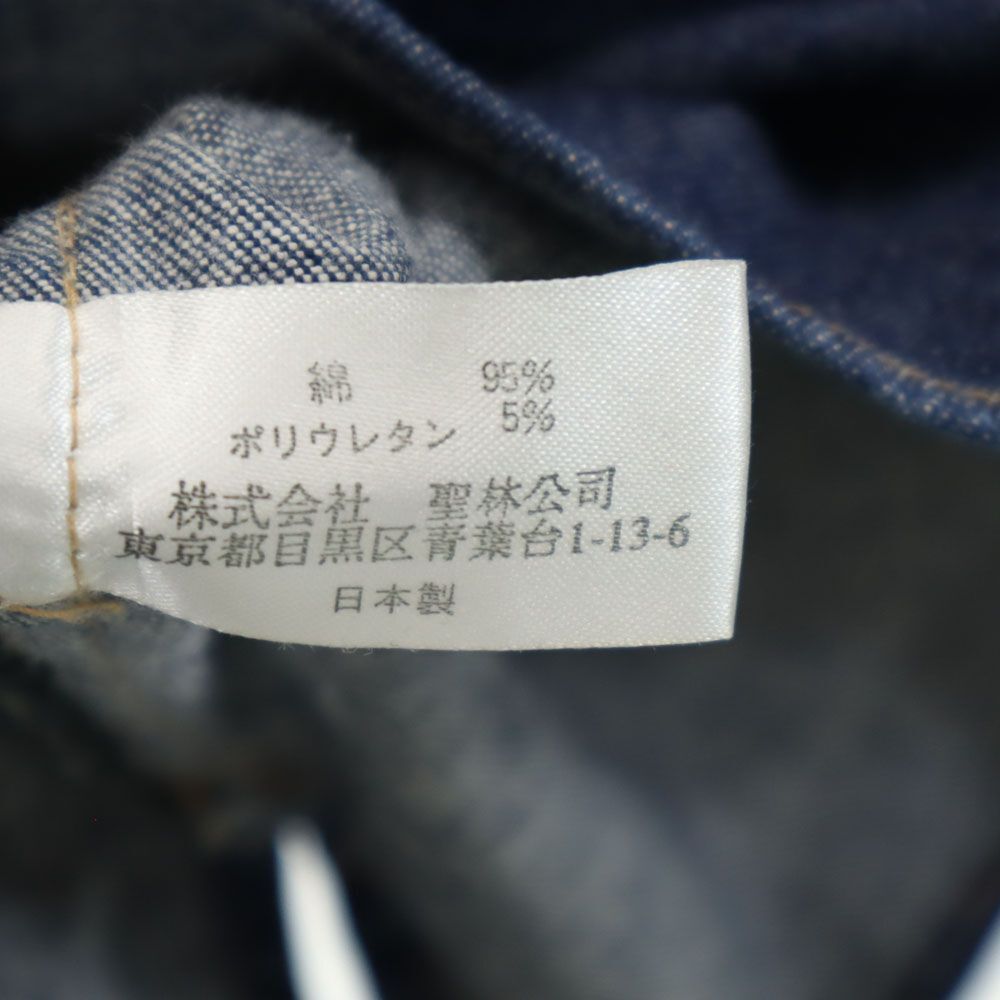 綿 95%
ポリウレタン 5%
株式会社 聖林公司
東京都目黒区青葉台1-13-6
日本製